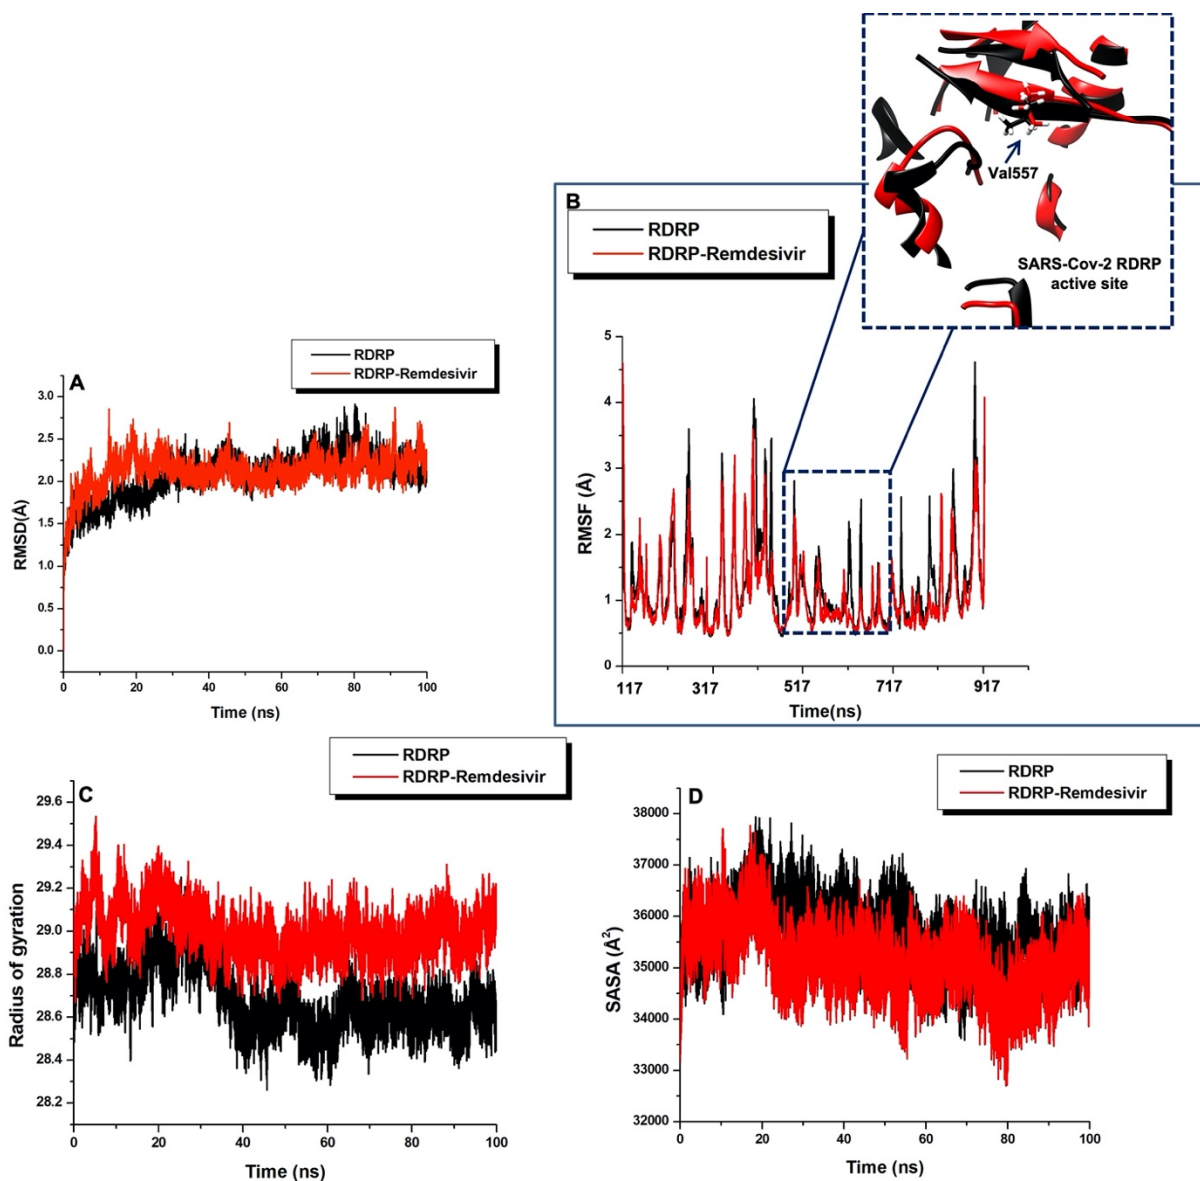 Val557
SARS-Cov-2 RDRP
active site
B
RDRP
RDRP-Remdesivir
RMSF (Å)
5
4
3
2
1
0
117
317
517
717
917
Time(ns)
RDRP
RDRP-Remdesivir
A
RMSD(Å)
3.0
2.5
2.0
1.5
1.0
0.5
0.0
0
20
40
60
80
100
Time (ns)
RDRP
RDRP-Remdesivir
C
Radius of gyration
29.6
29.4
29.2
29.0
28.8
28.6
28.4
28.2
0
20
40
60
80
100
Time (ns)
RDRP
RDRP-Remdesivir
D
SASA (Å²)
38000
37000
36000
35000
34000
33000
32000
0
20
40
60
80
100
Time (ns)